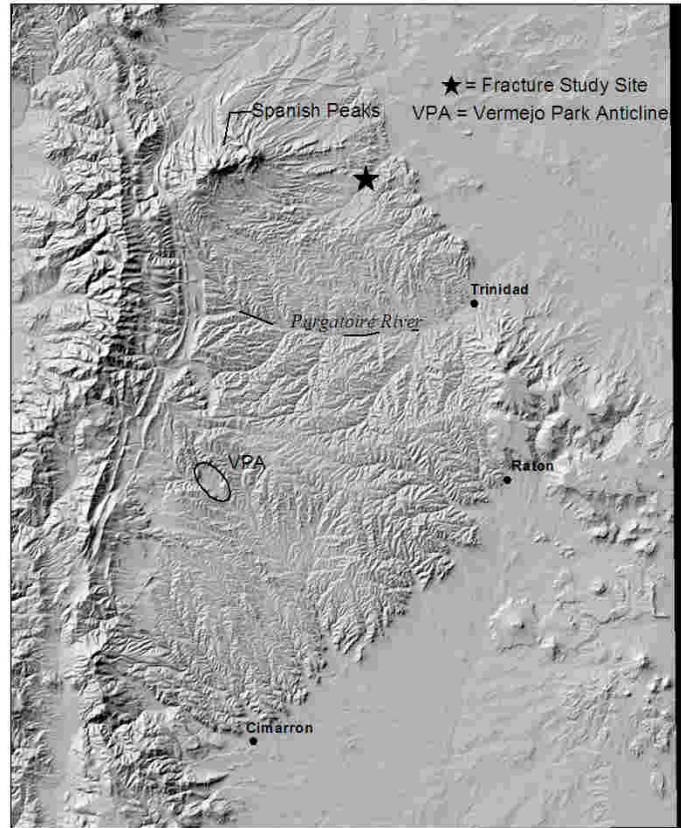 ★ = Fracture Study Site
VPA = Vermejo Park Anticline
Spanish Peaks
Trinidad
Purgatoire River
VPA
Raton
Cimarron